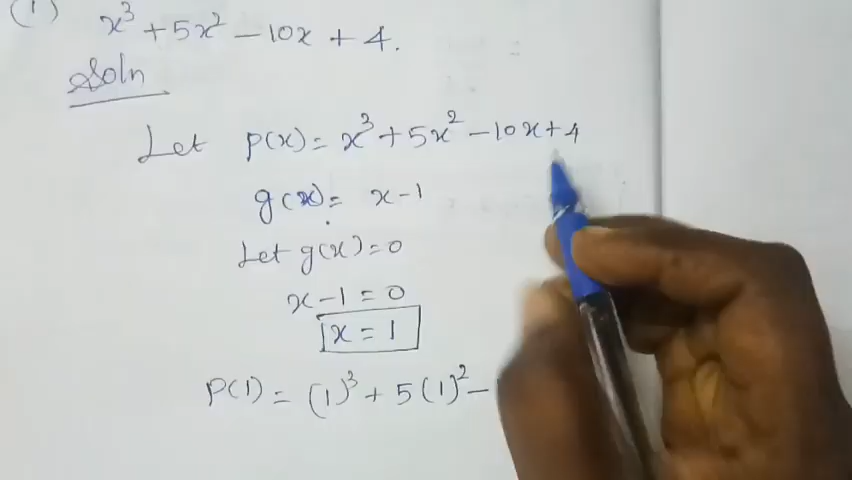 (1) x³ + 5x² - 10x + 4.
Soln
Let p(x) = x³ + 5x² - 10x + 4
g(x) = x - 1
Let g(x) = 0
x - 1 = 0
x = 1
P(1) = (1)³ + 5(1)² -